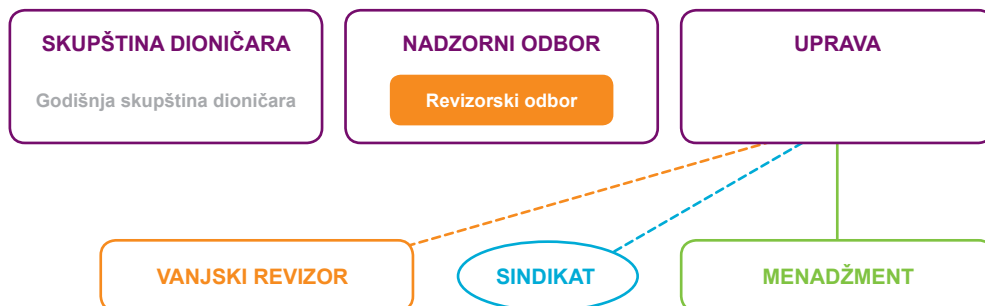 SKUPŠTINA DIONIČARA
Godišnja skupština dioničara
NADZORNI ODBOR
Revizorski odbor
UPRAVA
VANJSKI REVIZOR
SINDIKAT
MENADŽMENT